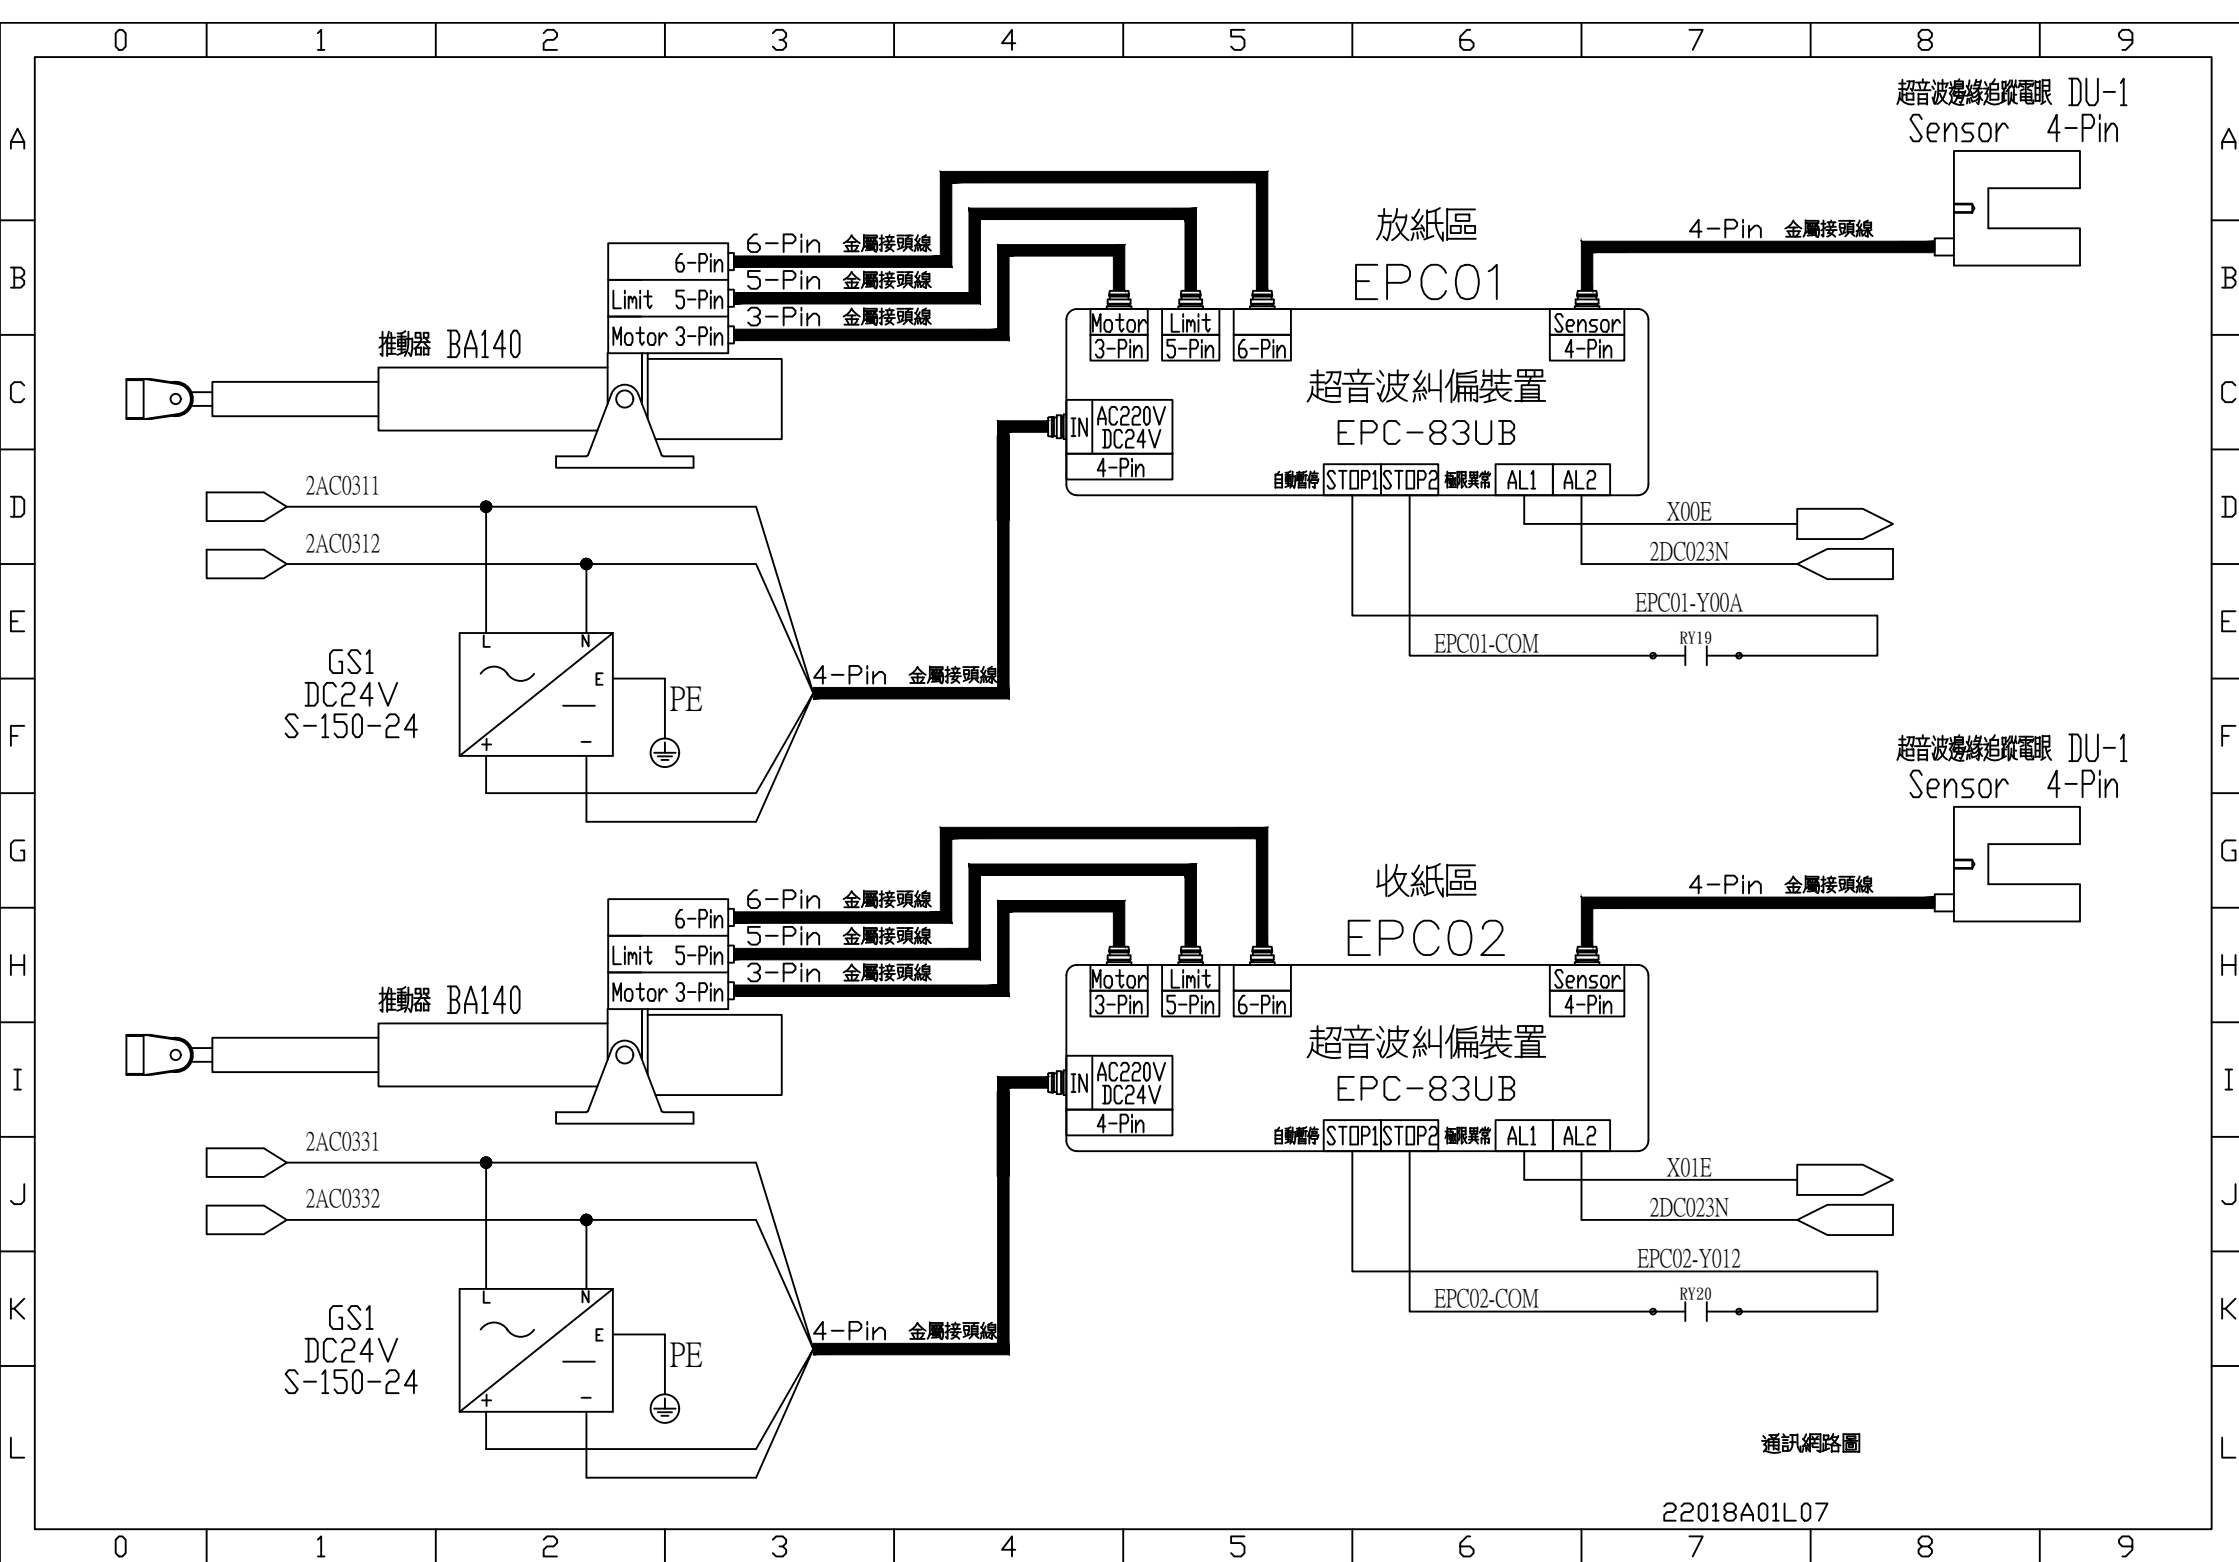 0 1 2 3 4 5 6 7 8 9
A
B
C
D
E
F
G
H
I
J
K
L
A
B
C
D
E
F
G
H
I
J
K
L
超音波邊緣追蹤電眼 DU-1
Sensor 4-Pin
放紙區
EPC01
4-Pin 金屬接頭線
6-Pin 金屬接頭線
5-Pin 金屬接頭線
3-Pin 金屬接頭線
6-Pin
Limit 5-Pin
Motor 3-Pin
推動器 BA140
Motor
3-Pin
Limit
5-Pin
6-Pin
Sensor
4-Pin
超音波糾偏裝置
EPC-83UB
IN
AC220V
DC24V
4-Pin
自動暫停 STOP1 STOP2 極限異常 AL1 AL2
2AC0311
2AC0312
X00E
2DC023N
EPC01-Y00A
EPC01-COM
RY19
L
N
E
+
-
PE
GS1
DC24V
S-150-24
4-Pin 金屬接頭線
超音波邊緣追蹤電眼 DU-1
Sensor 4-Pin
收紙區
EPC02
4-Pin 金屬接頭線
6-Pin 金屬接頭線
5-Pin 金屬接頭線
3-Pin 金屬接頭線
6-Pin
Limit 5-Pin
Motor 3-Pin
推動器 BA140
Motor
3-Pin
Limit
5-Pin
6-Pin
Sensor
4-Pin
超音波糾偏裝置
EPC-83UB
IN
AC220V
DC24V
4-Pin
自動暫停 STOP1 STOP2 極限異常 AL1 AL2
2AC0331
2AC0332
X01E
2DC023N
EPC02-Y012
EPC02-COM
RY20
L
N
E
+
-
PE
GS1
DC24V
S-150-24
4-Pin 金屬接頭線
通訊網路圖
22018A01L07
0 1 2 3 4 5 6 7 8 9